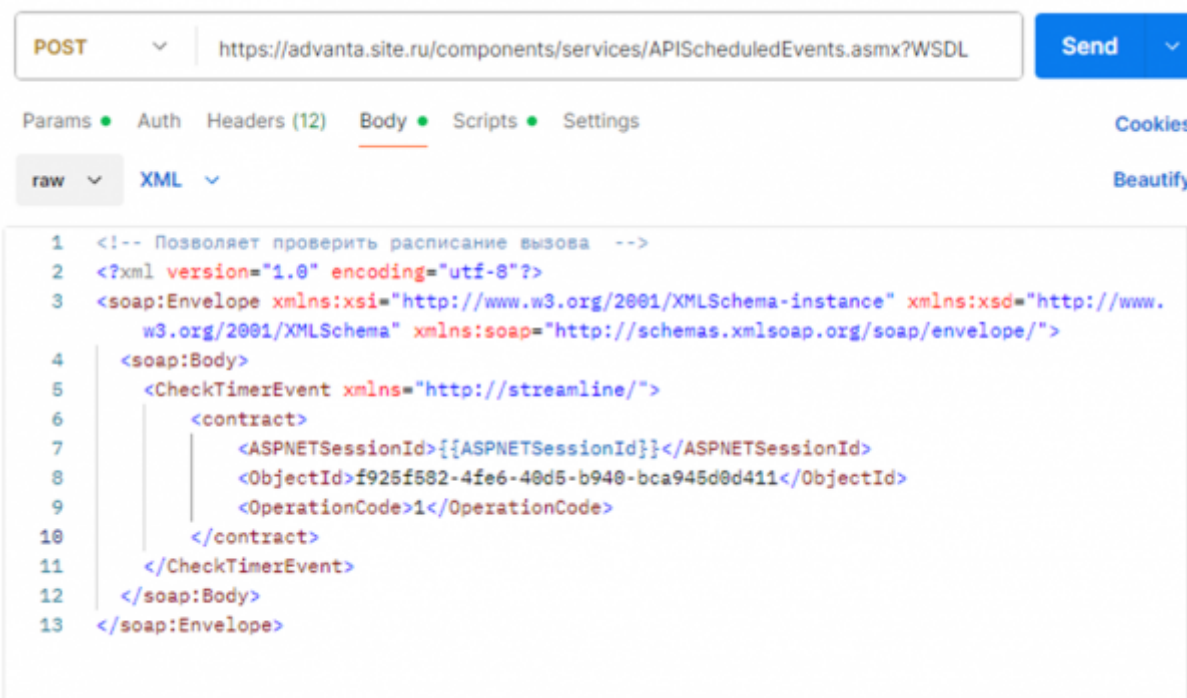 POST https://advanta.site.ru/components/services/APIScheduledEvents.asmx?WSDL Send
Params Auth Headers (12) Body Scripts Settings Cookies
raw XML Beautify
1 <!-- Позволяет проверить расписание вызова -->
2 <?xml version="1.0" encoding="utf-8"?>
3 <soap:Envelope xmlns:xsi="http://www.w3.org/2001/XMLSchema-instance" xmlns:xsd="http://www.
w3.org/2001/XMLSchema" xmlns:soap="http://schemas.xmlsoap.org/soap/envelope/">
4 <soap:Body>
5 <CheckTimerEvent xmlns="http://streamline/">
6 <contract>
7 <ASPNETSessionId>{{ASPNETSessionId}}</ASPNETSessionId>
8 <ObjectId>f925f582-4fe6-40d5-b940-bca945d0d411</ObjectId>
9 <OperationCode>1</OperationCode>
10 </contract>
11 </CheckTimerEvent>
12 </soap:Body>
13 </soap:Envelope>